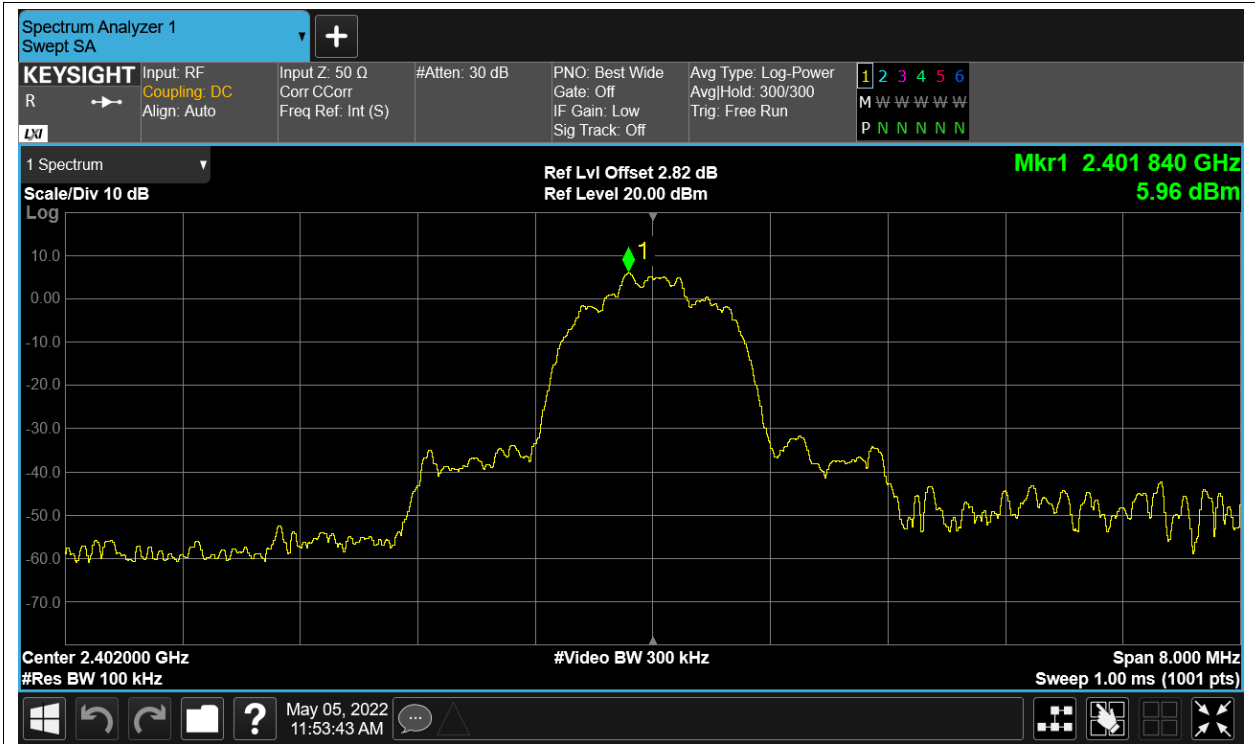 Spectrum Analyzer 1
Swept SA
KEYSIGHT
R
LXI
Input: RF
Coupling: DC
Align: Auto
Input Z: 50 Ω
Corr CCorr
Freq Ref: Int (S)
#Atten: 30 dB
PNO: Best Wide
Gate: Off
IF Gain: Low
Sig Track: Off
Avg Type: Log-Power
Avg|Hold: 300/300
Trig: Free Run
1 2 3 4 5 6
M W W W W W W
P N N N N N
1 Spectrum
Scale/Div 10 dB
Log
Ref Lvl Offset 2.82 dB
Ref Level 20.00 dBm
Mkr1 2.401 840 GHz
5.96 dBm
1
10.0
0.00
-10.0
-20.0
-30.0
-40.0
-50.0
-60.0
-70.0
Center 2.402000 GHz
#Res BW 100 kHz
#Video BW 300 kHz
Span 8.000 MHz
Sweep 1.00 ms (1001 pts)
?
May 05, 2022
11:53:43 AM